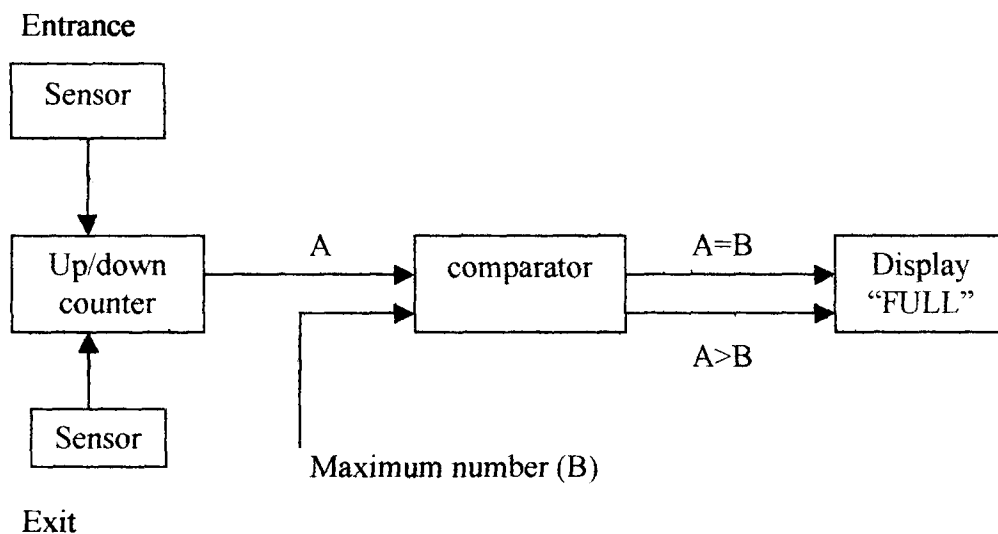 Entrance
Sensor
Up/down
counter
A
comparator
A=B
A>B
Display
“FULL”
Sensor
Maximum number (B)
Exit